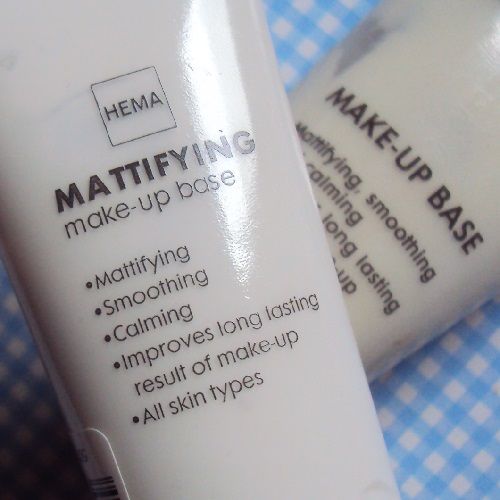 HEMA
MATTIFYING
make-up base
•Mattifying
•Smoothing
•Calming
•Improves long lasting
result of make-up
•All skin types
MAKE-UP BASE
Mattifying, smoothing
calming
long lasting